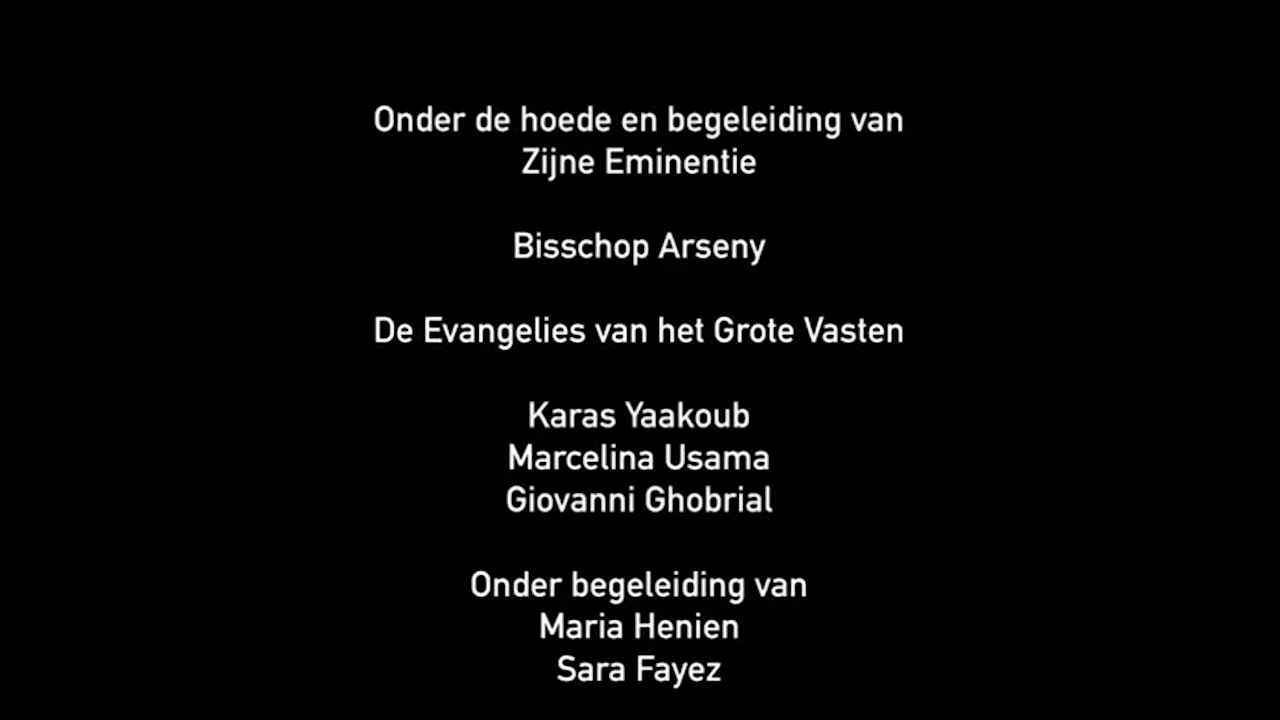 Onder de hoede en begeleiding van
Zijne Eminentie
Bisschop Arseny
De Evangelies van het Grote Vasten
Karas Yaakoub
Marcelina Usama
Giovanni Ghobrial
Onder begeleiding van
Maria Henien
Sara Fayez